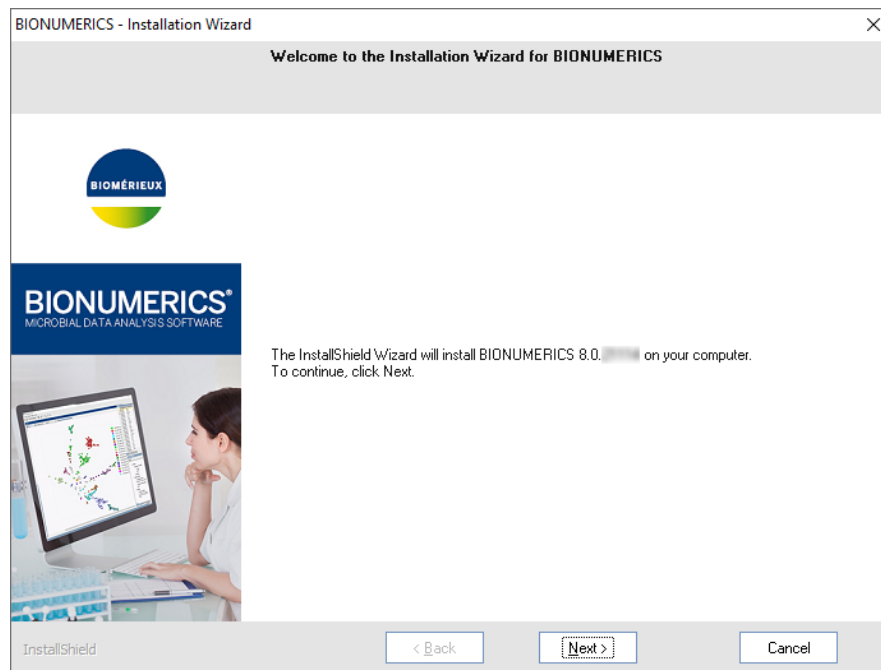 BIONUMERICS - Installation Wizard
Welcome to the Installation Wizard for BIONUMERICS
BIOMÉRIEUX
BIONUMERICS®
MICROBIAL DATA ANALYSIS SOFTWARE
The InstallShield Wizard will install BIONUMERICS 8.0. on your computer.
To continue, click Next.
InstallShield
< Back
Next >
Cancel